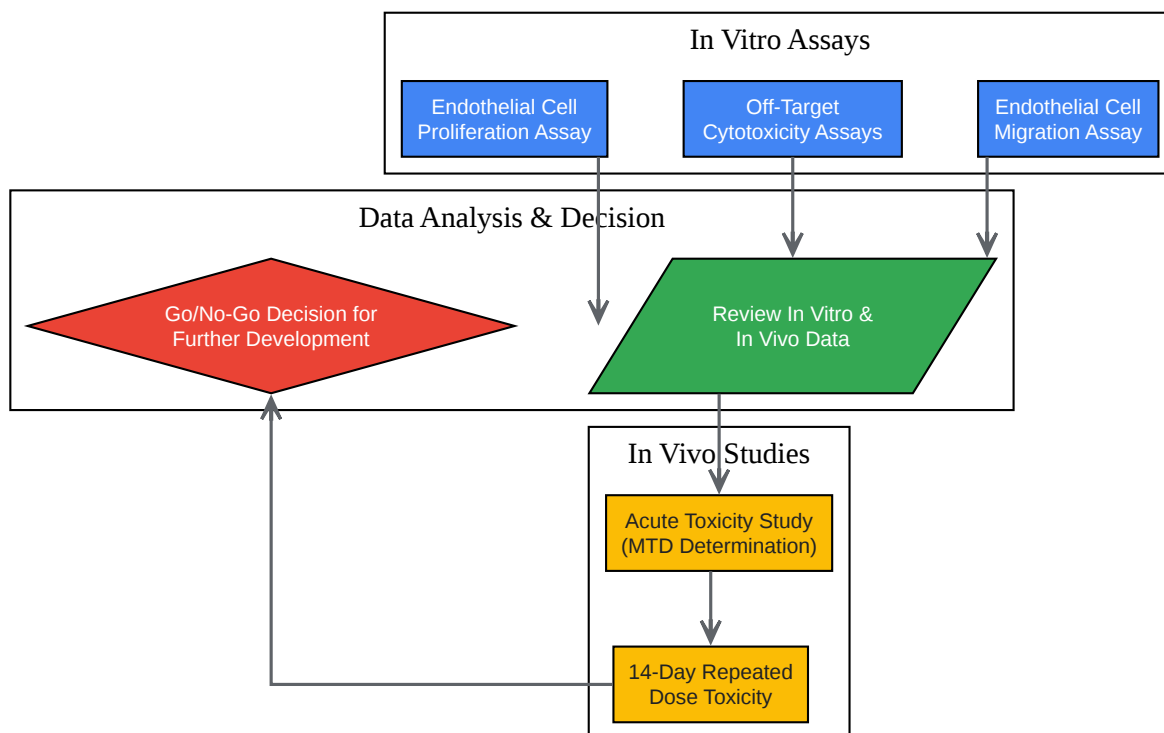 In Vitro Assays
Endothelial Cell
Proliferation Assay
Off-Target
Cytotoxicity Assays
Endothelial Cell
Migration Assay
Data Analysis & Decision
Go/No-Go Decision for
Further Development
Review In Vitro &
In Vivo Data
In Vivo Studies
Acute Toxicity Study
(MTD Determination)
14-Day Repeated
Dose Toxicity